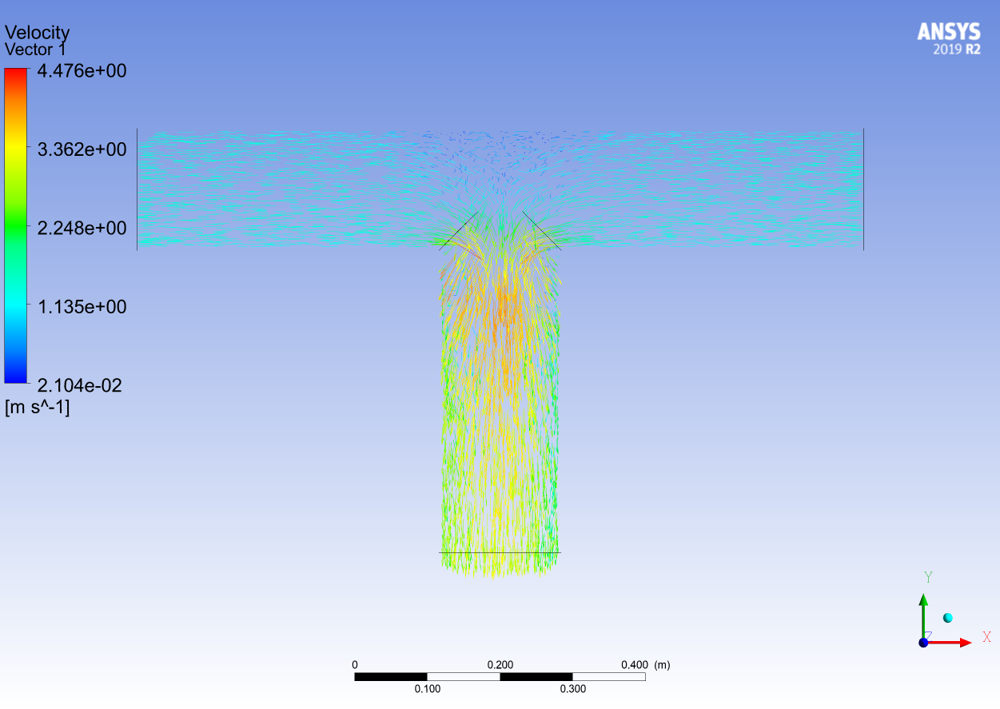 Velocity
Vector 1
4.476e+00
3.362e+00
2.248e+00
1.135e+00
2.104e-02
[m s^-1]
ANSYS
2019 R2
Y
Z
X
0 0.200 0.400 (m)
0.100 0.300